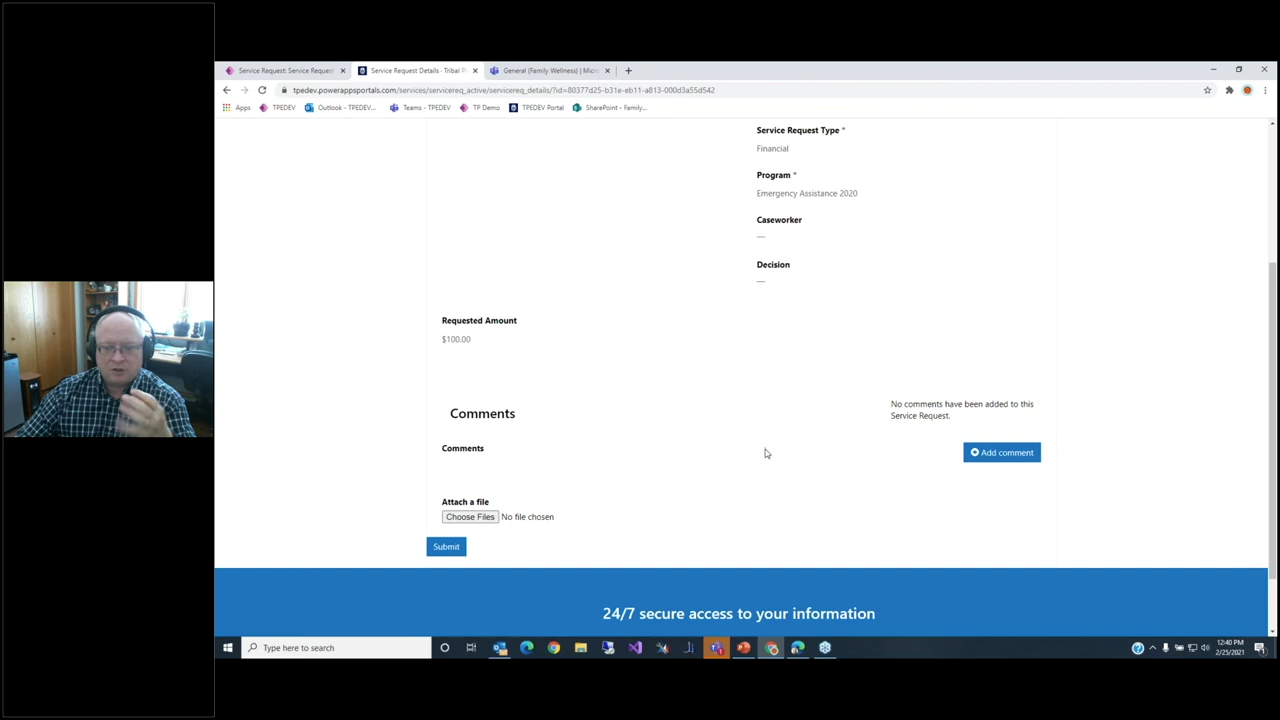 Service Request: Service Reques
Service Request Details - Tribal P
General (Family Wellness) | Micro
tpedev.powerappsportals.com/services/servicereq_active/servicereq_details/?id=80377d25-b31e-eb11-a813-000d3a55d542
Apps
TPEDEV
Outlook - TPEDEV...
Teams - TPEDEV
TP Demo
TPEDEV Portal
SharePoint - Family...
Service Request Type *
Financial
Program *
Emergency Assistance 2020
Caseworker
—
Decision
—
Requested Amount
$100.00
Comments
No comments have been added to this
Service Request.
Comments
Add comment
Attach a file
Choose Files No file chosen
Submit
24/7 secure access to your information
Type here to search
12:40 PM
2/25/2021